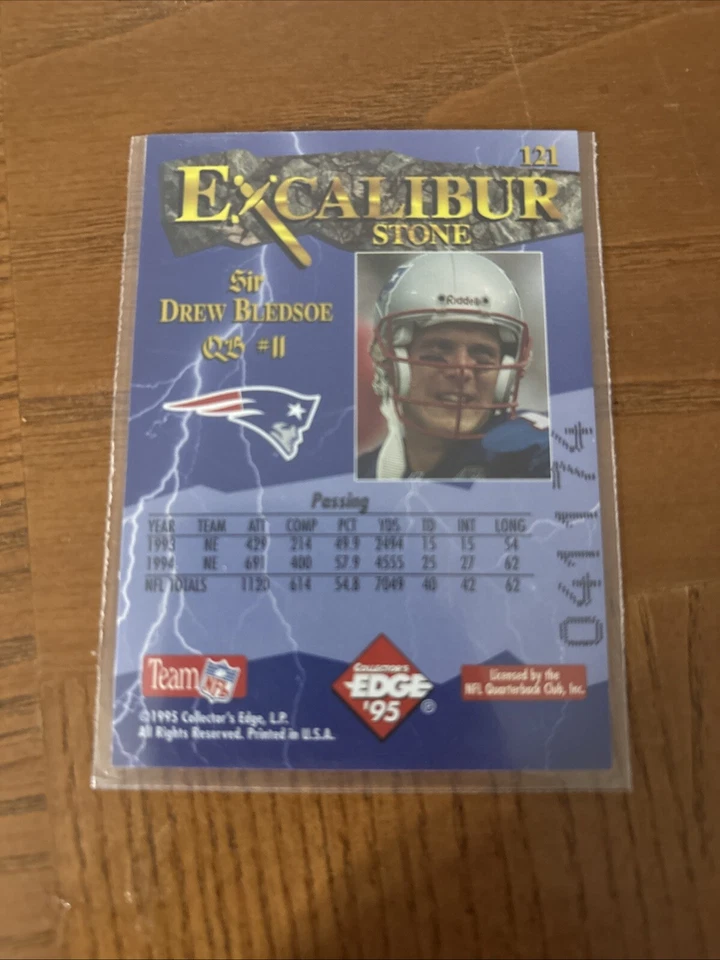 121
EXCALIBUR
STONE
Sir
DREW BLEDSOE
QB #11
Riddell
Passing
YEAR TEAM ATT COMP PCT YDS TD INT LONG
1993 NE 429 214 49.9 2494 15 15 54
1994 NE 691 400 57.9 4555 25 27 62
NFL TOTALS 1120 614 54.8 7049 40 42 62
Team NFL
COLLECTOR'S
EDGE
'95
®
Licensed by the
NFL Quarterback Club, Inc.
©1995 Collector's Edge, L.P.
All Rights Reserved. Printed in U.S.A.